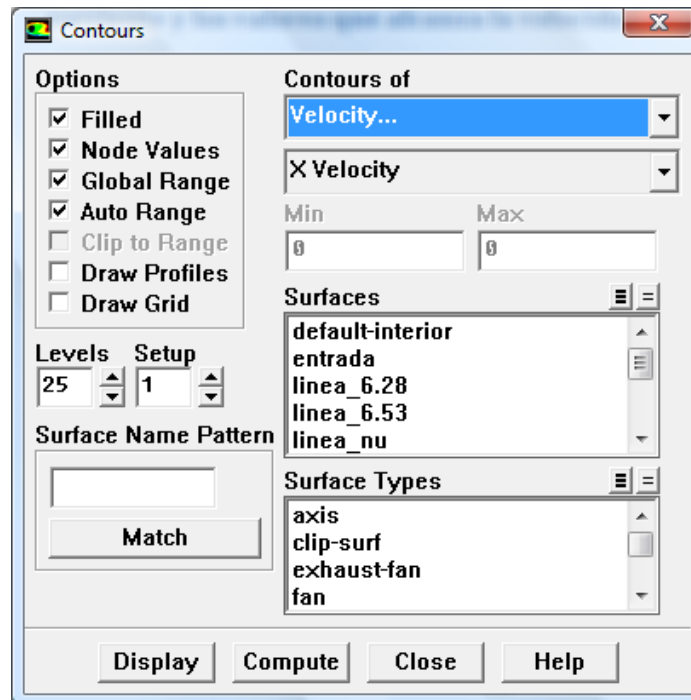 Contours
Options
Filled
Node Values
Global Range
Auto Range
Clip to Range
Draw Profiles
Draw Grid
Levels Setup
25 1
Surface Name Pattern
Match
Contours of
Velocity...
X Velocity
Min Max
0 0
Surfaces
default-interior
entrada
linea_6.28
linea_6.53
linea_nu
Surface Types
axis
clip-surf
exhaust-fan
fan
Display Compute Close Help